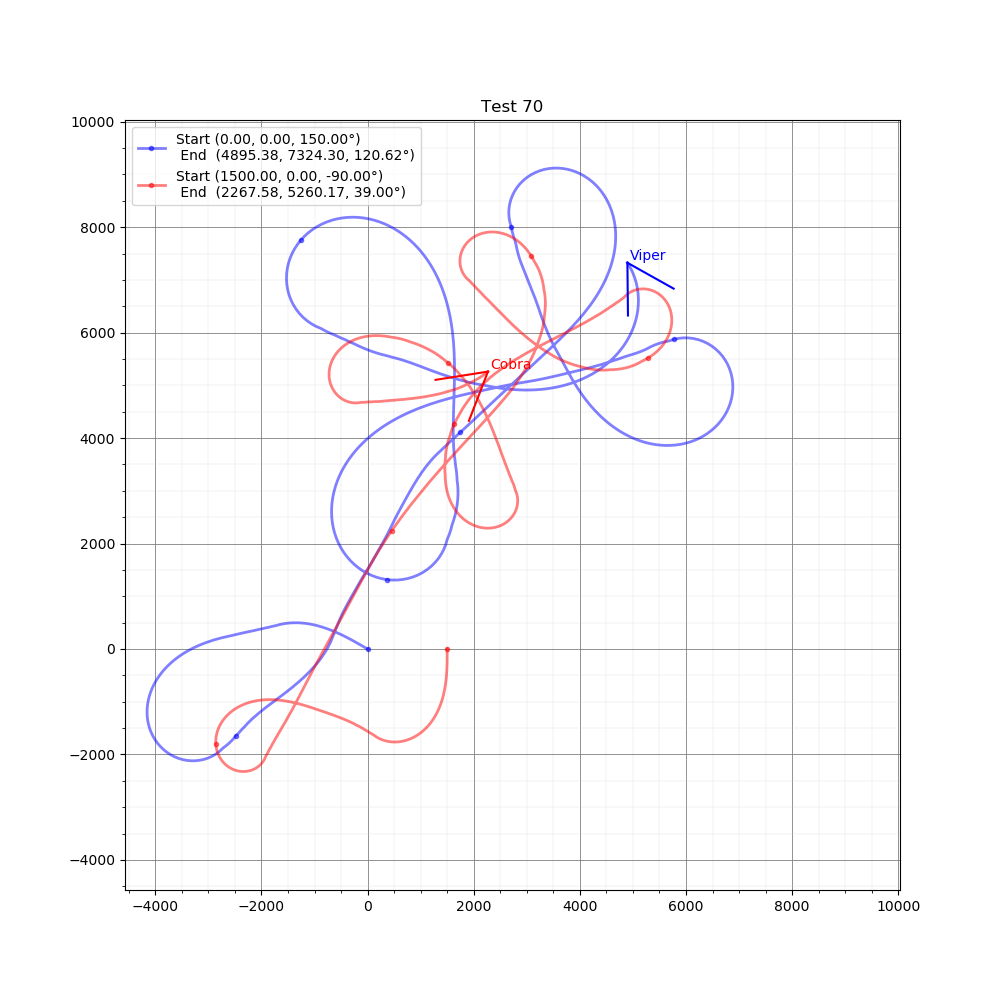 Test 70
Start (0.00, 0.00, 150.00°)
End (4895.38, 7324.30, 120.62°)
Start (1500.00, 0.00, -90.00°)
End (2267.58, 5260.17, 39.00°)
10000
8000
6000
4000
2000
0
−2000
−4000
Viper
Cobra
−4000 −2000 0 2000 4000 6000 8000 10000